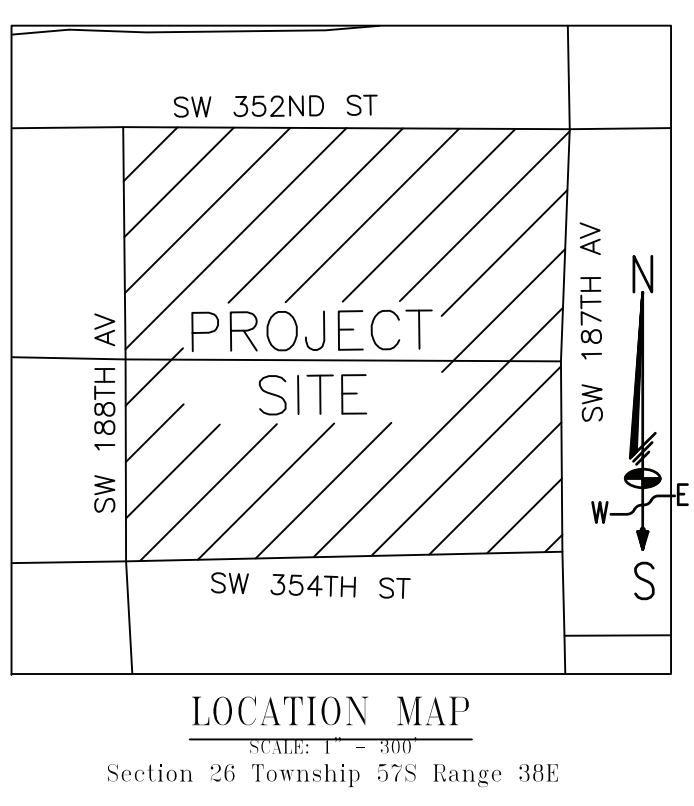 SW 352ND ST
SW 187TH AV
N
PROJECT
SW 188TH AV
SITE
E
W
SW 354TH ST
S
LOCATION MAP
SCALE: 1" - 300'
Section 26 Township 57S Range 38E